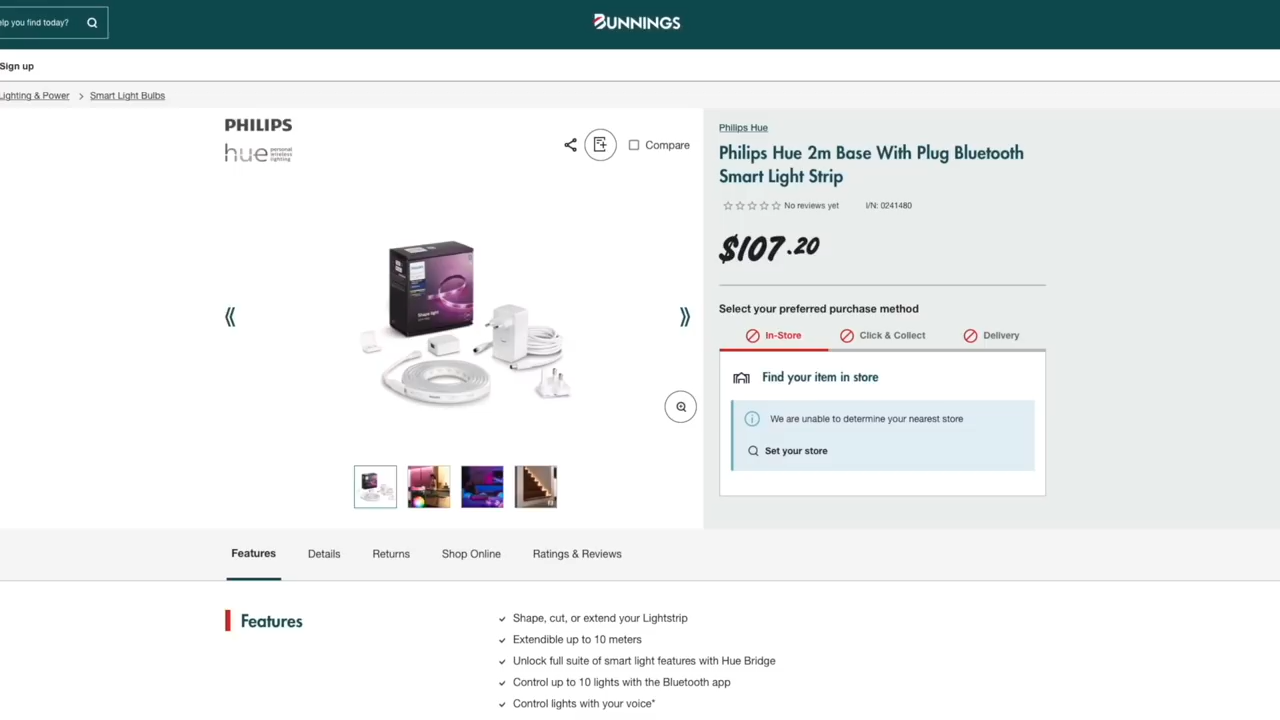 elp you find today?
BUNNINGS
Sign up
Lighting & Power > Smart Light Bulbs
PHILIPS
hue personal wireless lighting
Compare
Philips Hue
Philips Hue 2m Base With Plug Bluetooth
Smart Light Strip
No reviews yet I/N: 0241480
$107.20
Select your preferred purchase method
In-Store Click & Collect Delivery
Find your item in store
We are unable to determine your nearest store
Set your store
Features Details Returns Shop Online Ratings & Reviews
Features
Shape, cut, or extend your Lightstrip
Extendible up to 10 meters
Unlock full suite of smart light features with Hue Bridge
Control up to 10 lights with the Bluetooth app
Control lights with your voice*